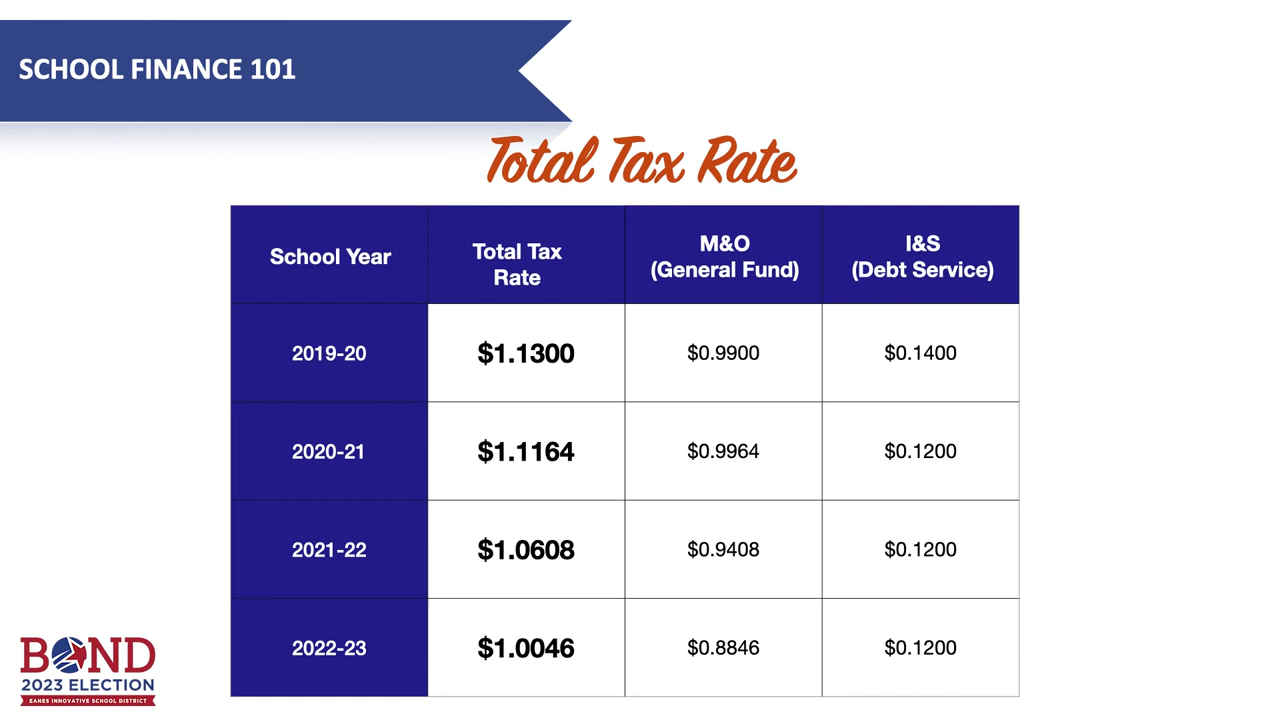 SCHOOL FINANCE 101
Total Tax Rate
School Year
Total Tax
Rate
M&O
(General Fund)
I&S
(Debt Service)
2019-20 $1.1300 $0.9900 $0.1400
2020-21 $1.1164 $0.9964 $0.1200
2021-22 $1.0608 $0.9408 $0.1200
2022-23 $1.0046 $0.8846 $0.1200
BOND
2023 ELECTION
EANES INNOVATIVE SCHOOL DISTRICT